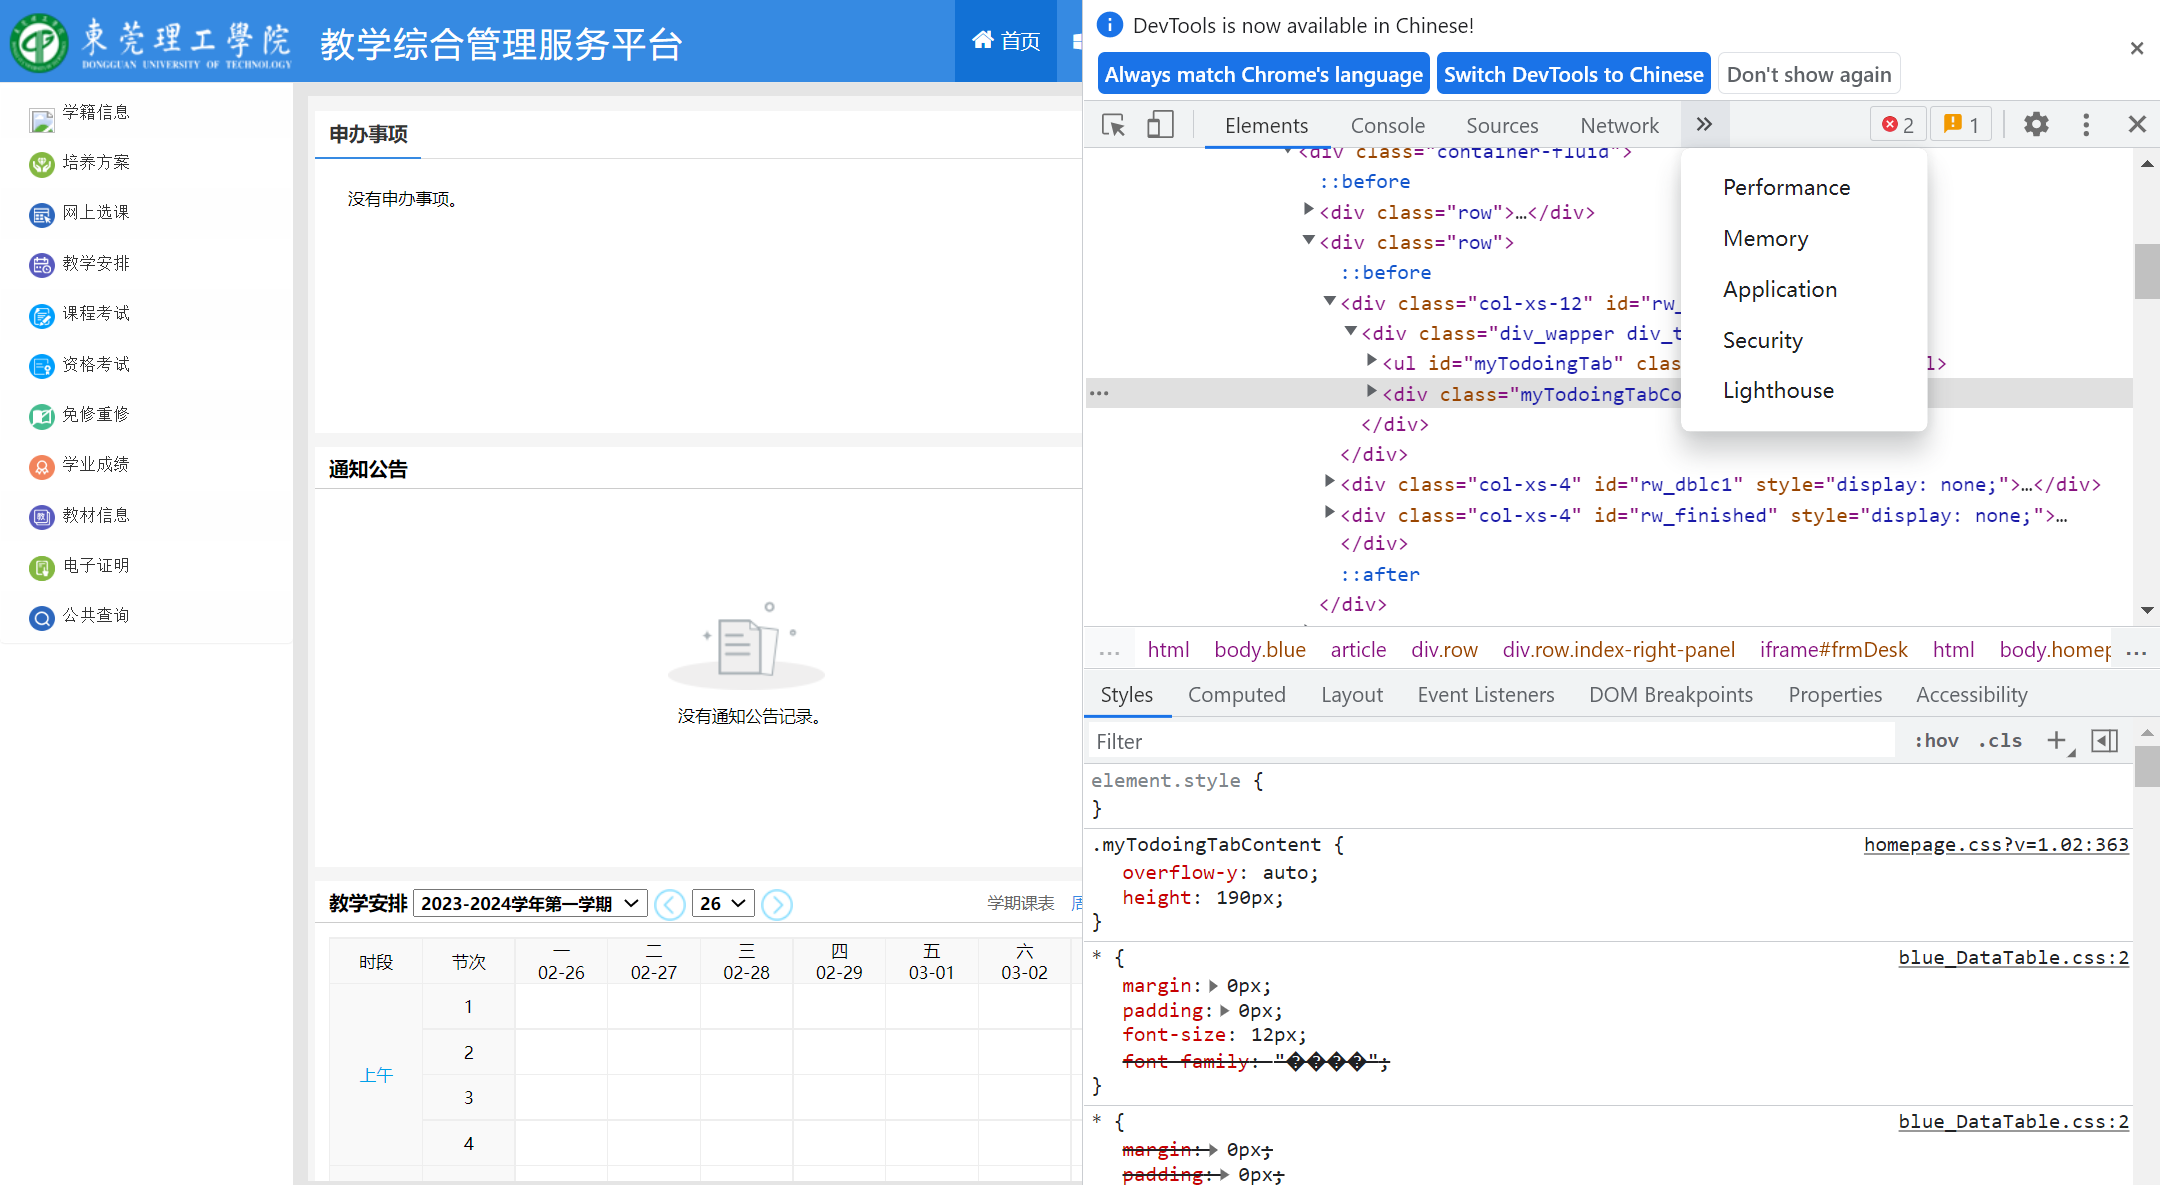 東莞理工學院
DONGGUAN UNIVERSITY OF TECHNOLOGY
教学综合管理服务平台
首页
学籍信息
培养方案
网上选课
教学安排
课程考试
资格考试
免修重修
学业成绩
教材信息
电子证明
公共查询
申办事项
没有申办事项。
通知公告
没有通知公告记录。
教学安排 2023-2024学年第一学期 26 学期课表
时段 节次 一 二 三 四 五 六
02-26 02-27 02-28 02-29 03-01 03-02
上午
1
2
3
4
DevTools is now available in Chinese!
Always match Chrome's language Switch DevTools to Chinese Don't show again
Elements Console Sources Network 2 1
Performance
Memory
Application
Security
Lighthouse
<div class="container-fluid">
::before
<div class="row">…</div>
<div class="row">
::before
<div class="col-xs-12" id="rw_
<div class="div_wapper div_t
<ul id="myTodoingTab" clas l>
<div class="myTodoingTabCo
</div>
</div>
<div class="col-xs-4" id="rw_dblc1" style="display: none;">…</div>
<div class="col-xs-4" id="rw_finished" style="display: none;">…
</div>
::after
</div>
... html body.blue article div.row div.row.index-right-panel iframe#frmDesk html body.homep ...
Styles Computed Layout Event Listeners DOM Breakpoints Properties Accessibility
Filter :hov .cls
element.style {
}
.myTodoingTabContent { homepage.css?v=1.02:363
overflow-y: auto;
height: 190px;
}
* { blue_DataTable.css:2
margin: 0px;
padding: 0px;
font-size: 12px;
font-family: "����";
}
* { blue_DataTable.css:2
margin: 0px;
padding: 0px;